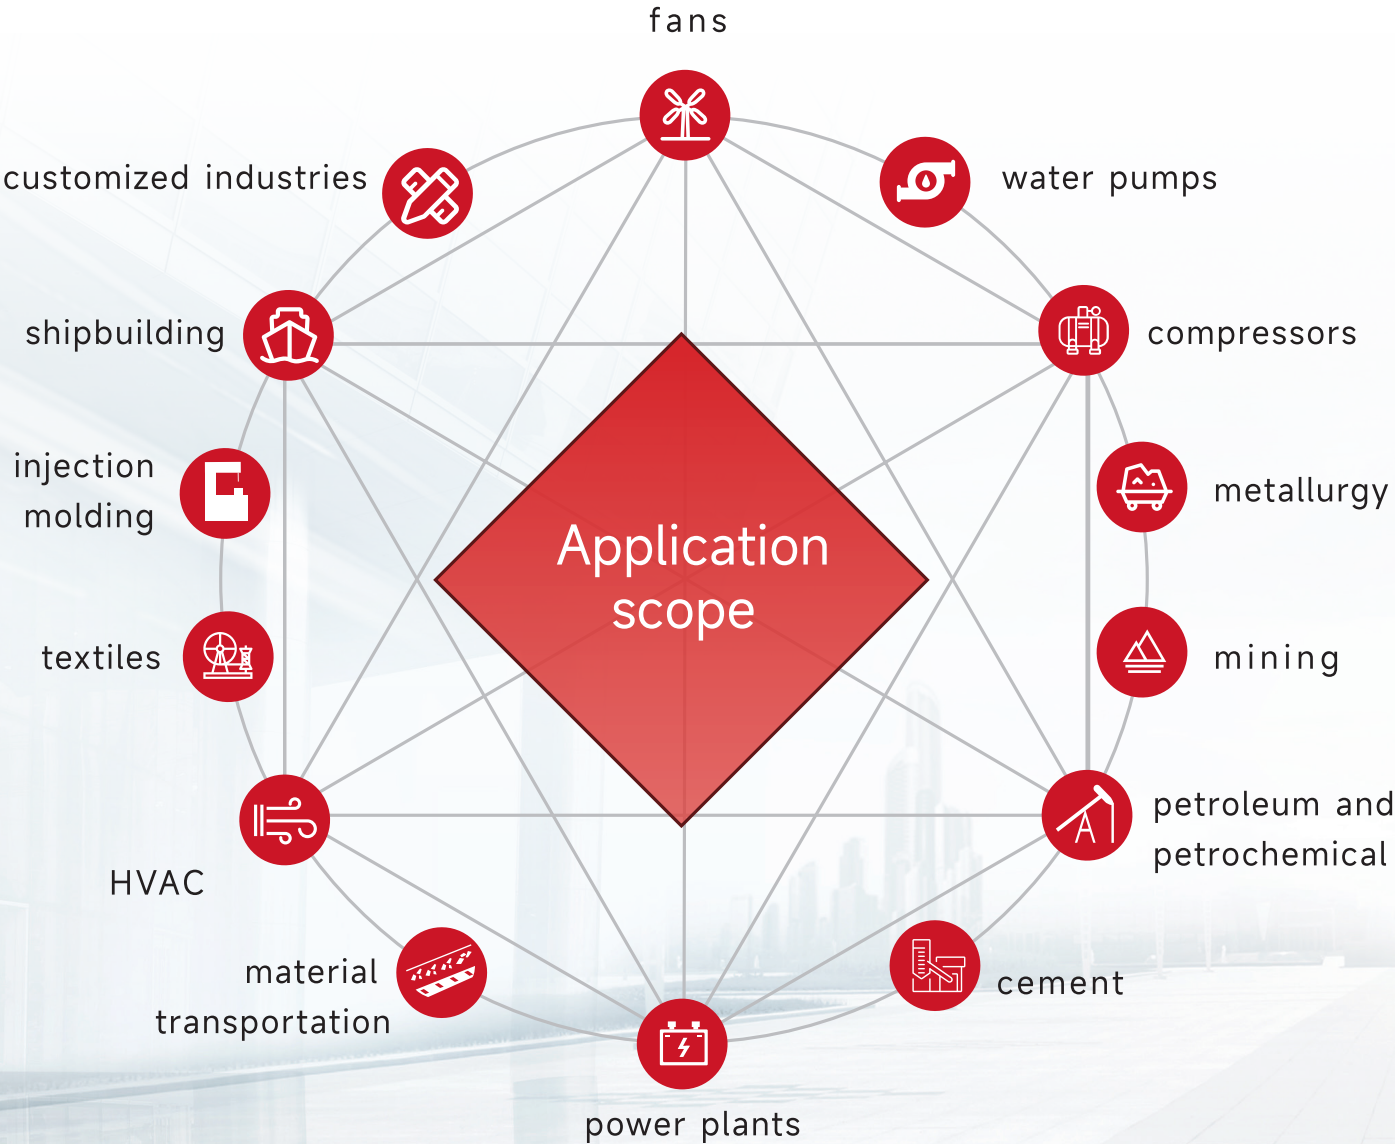 fans
customized industries
water pumps
shipbuilding
compressors
injection
molding
metallurgy
Application
scope
textiles
mining
petroleum and
petrochemical
HVAC
material
transportation
cement
power plants